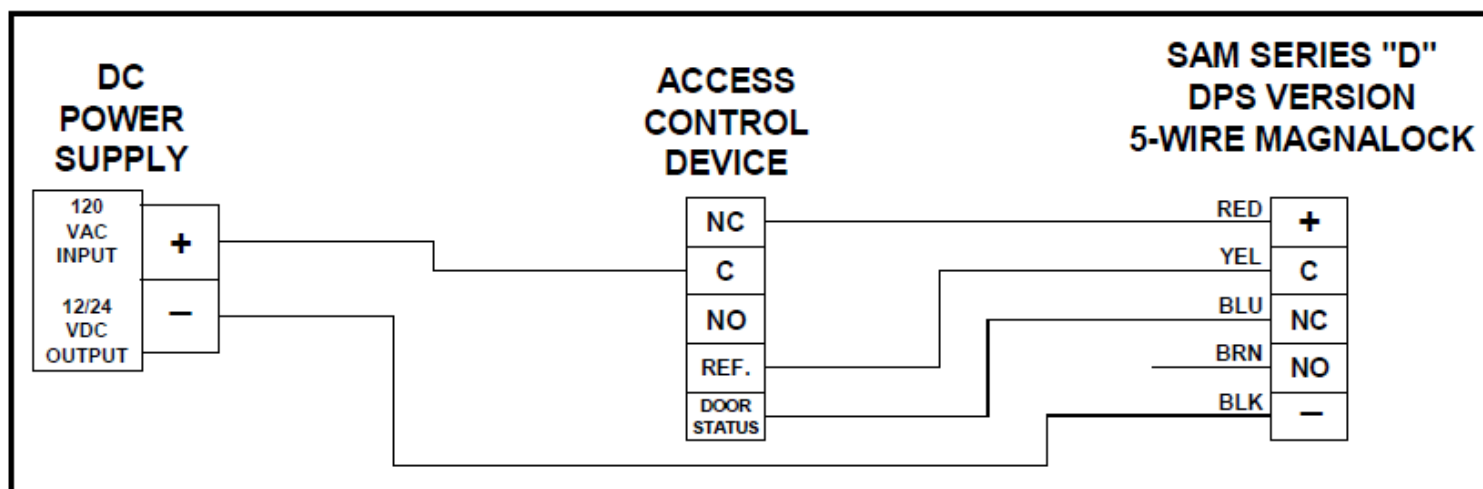 DC
POWER
SUPPLY
120
VAC
INPUT
+
12/24
VDC
OUTPUT
−
ACCESS
CONTROL
DEVICE
NC
C
NO
REF.
DOOR
STATUS
SAM SERIES "D"
DPS VERSION
5-WIRE MAGNALOCK
RED +
YEL C
BLU NC
BRN NO
BLK −